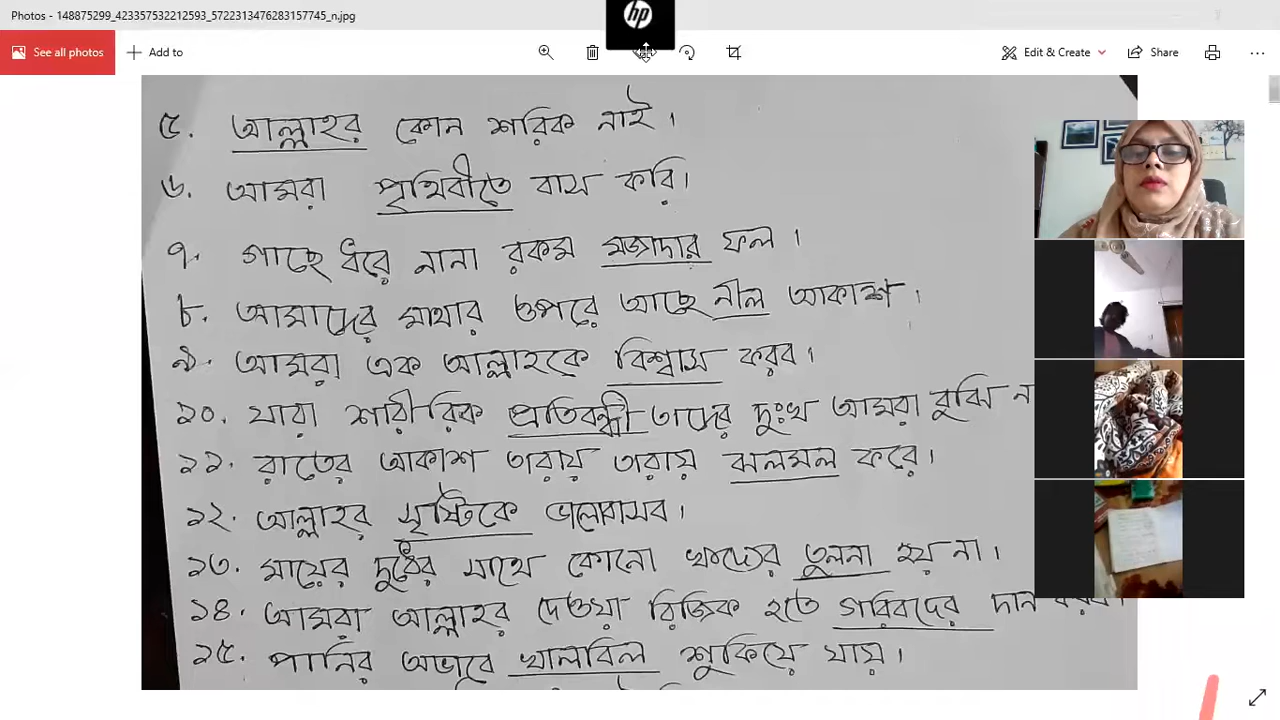 Photos - 148875299_423357532212593_5722313476283157745_n.jpg
hp
See all photos
Add to
Edit & Create
Share
৫. আল্লাহর কোন শরিক নাই।
৬. আমরা পৃথিবীতে বাস করি।
৭. গাছে ধরে নানা রকম মজাদার ফল।
৮. আমাদের মাথার ওপরে আছে নীল আকাশ।
৯. আমরা এক আল্লাহকে বিশ্বাস করব।
১০. যারা শারীরিক প্রতিবন্ধী তাদের দুঃখ আমরা বুঝি ন
১১. রাতের আকাশ তারায় তারায় ঝলমল করে।
১২. আল্লাহর সৃষ্টিকে ভালোবাসব।
১৩. মায়ের দুধের সাথে কোনো খাদ্যের তুলনা হয় না।
১৪. আমরা আল্লাহর দেওয়া রিজিক হতে গরিবদের দান
১৫. পানির অভাবে খালবিল শুকিয়ে যায়।